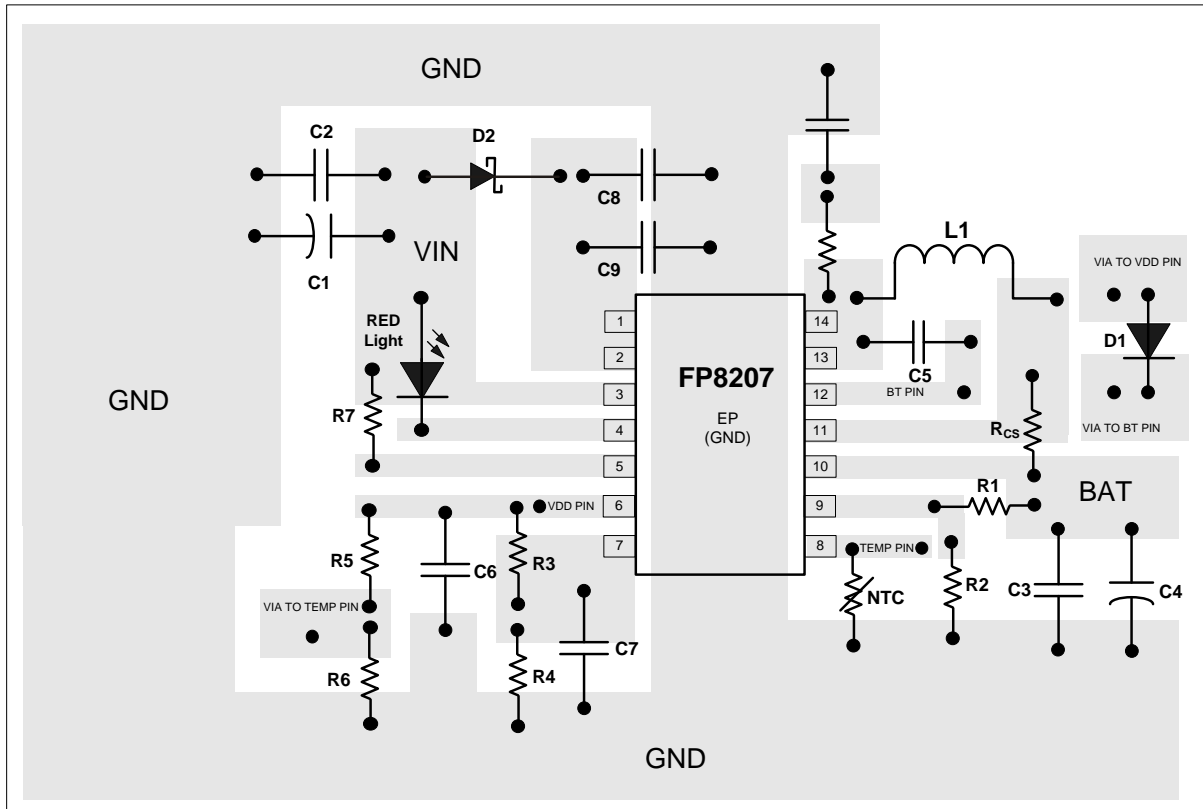 GND
C2
D2
C8
L1
VIA TO VDD PIN
C1
VIN
C9
D1
RED
Light
1
14
2
FP8207
13
C5
GND
3
EP
(GND)
12
BT PIN
R7
4
11
RCS
VIA TO BT PIN
5
10
BAT
R1
VDD PIN
6
9
R5
C6
R3
7
8
TEMP PIN
VIA TO TEMP PIN
NTC
R2
C3
C4
R6
R4
C7
GND